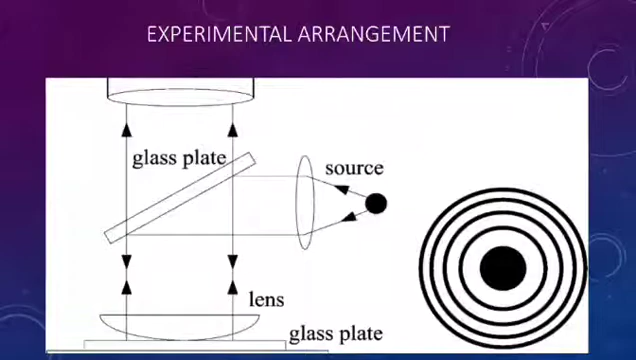 EXPERIMENTAL ARRANGEMENT
glass plate
source
lens
glass plate